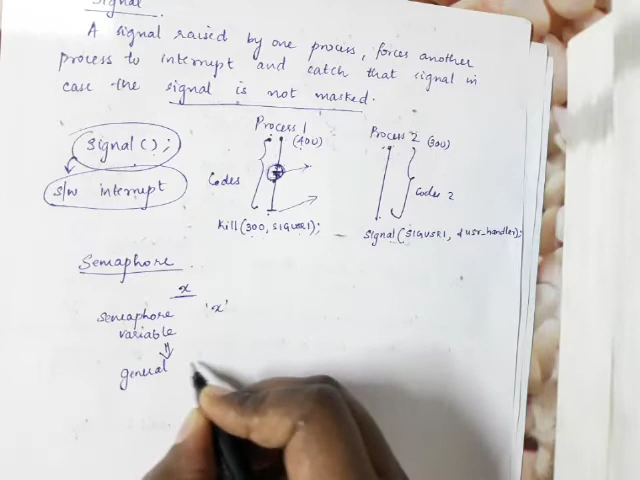 Signal.
A signal raised by one process, forces another
process to interrupt and catch that signal in
case the signal is not masked.
Process 1
(400)
Process 2
(300)
Signal();
Codes
Codes 2
s/w interrupt
Kill(300, SIGUSR1);
Signal(SIGUSR1, &usr_handler);
Semaphore
x
semaphore 'x'
variable
general